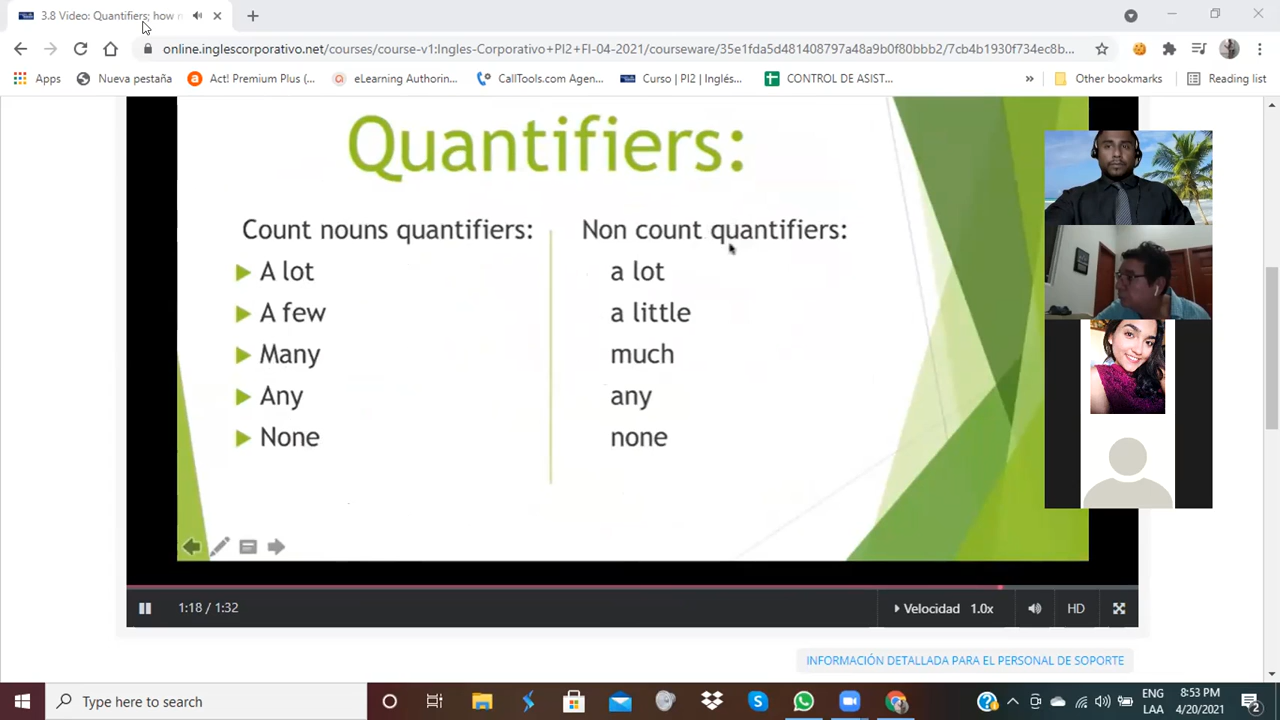 3.8 Video: Quantifiers; how m
online.inglescorporativo.net/courses/course-v1:Ingles-Corporativo+PI2+FI-04-2021/courseware/35e1fda5d481408797a48a9b0f80bbb2/7cb4b1930f734ec8b...
Apps
Nueva pestaña
Act! Premium Plus (...
eLearning Authorin...
CallTools.com Agen...
Curso | PI2 | Inglés...
CONTROL DE ASIST...
»
Other bookmarks
Reading list
Quantifiers:
Count nouns quantifiers:
A lot
A few
Many
Any
None
Non count quantifiers:
a lot
a little
much
any
none
1:18 / 1:32
Velocidad 1.0x
HD
INFORMACIÓN DETALLADA PARA EL PERSONAL DE SOPORTE
Type here to search
ENG
LAA
8:53 PM
4/20/2021
2